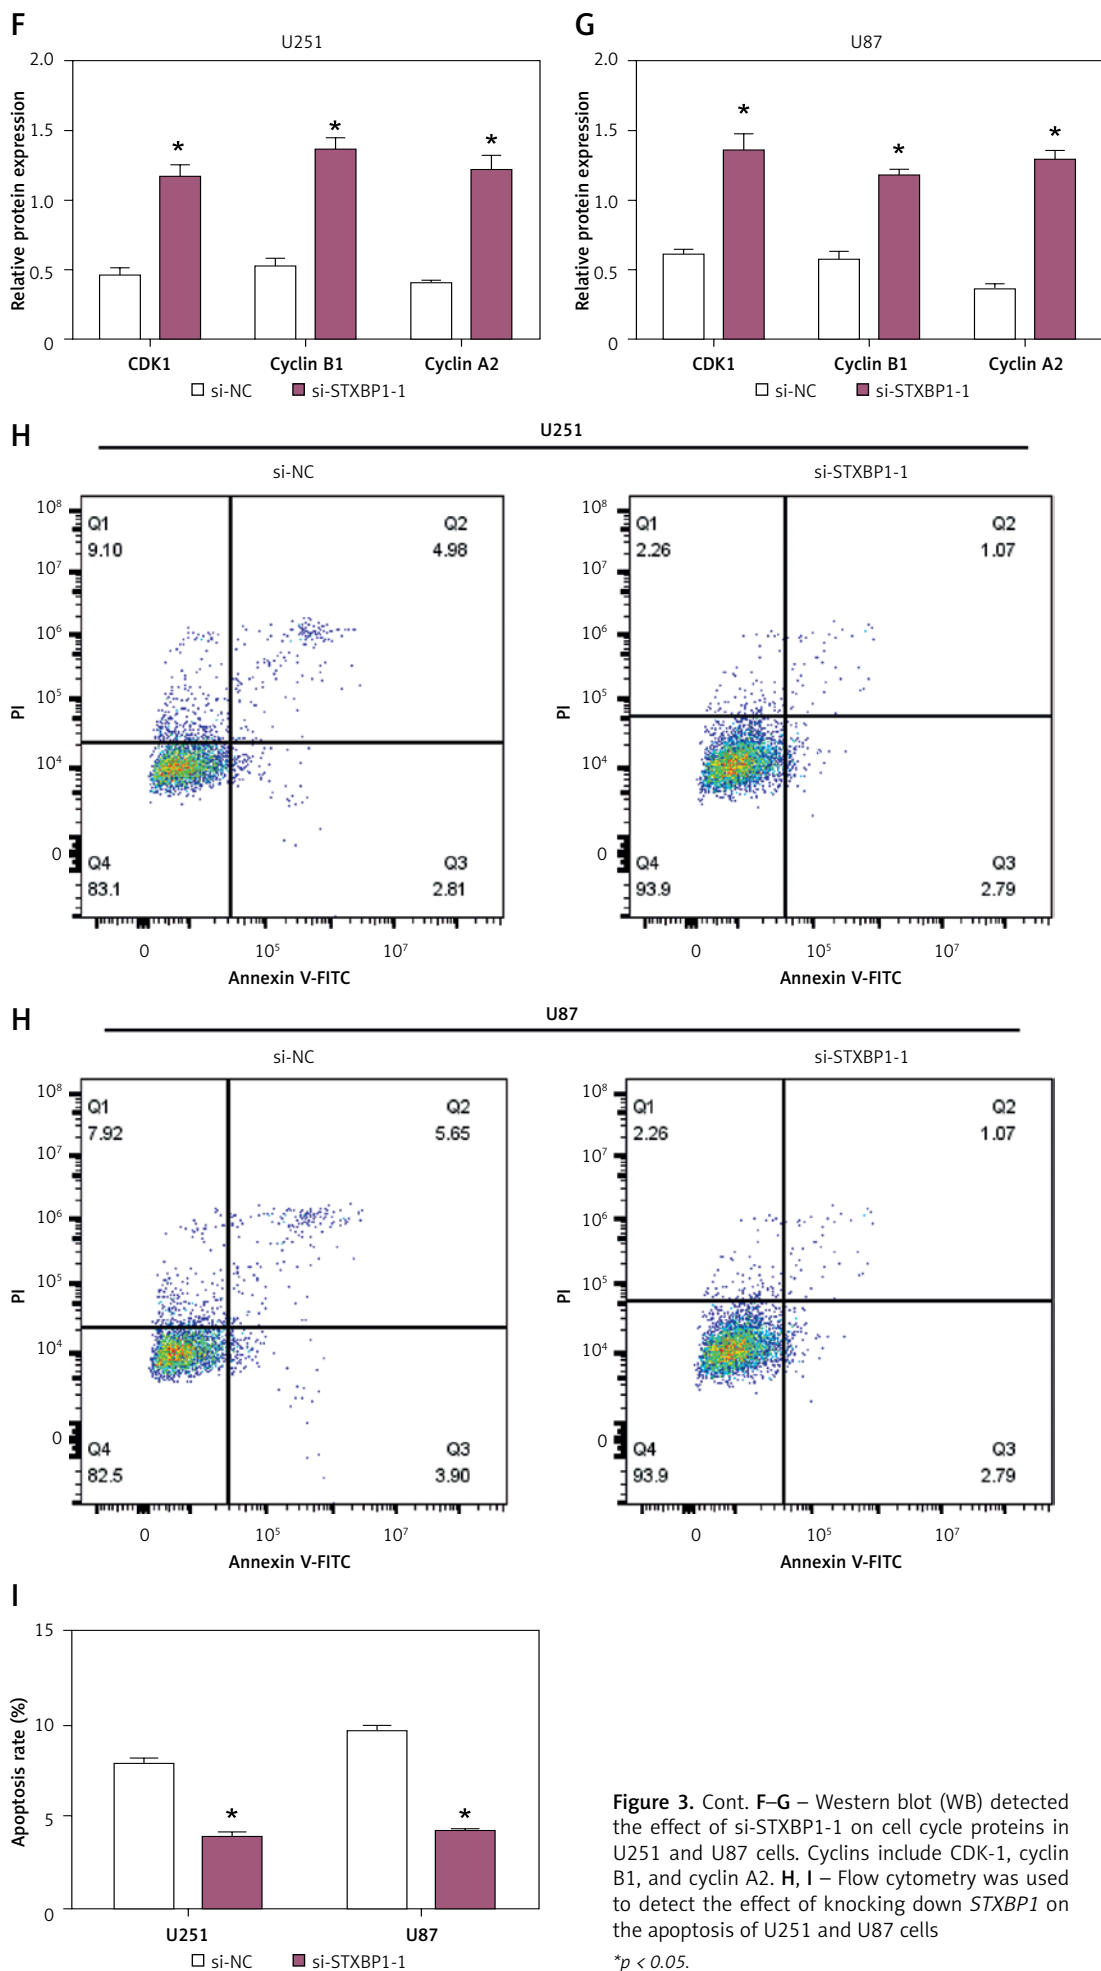 F
U251
2.0
1.5
1.0
0.5
0
Relative protein expression
*
*
*
CDK1
Cyclin B1
Cyclin A2
si-NC
si-STXBP1-1
G
U87
2.0
1.5
1.0
0.5
0
Relative protein expression
*
*
*
CDK1
Cyclin B1
Cyclin A2
si-NC
si-STXBP1-1
H
U251
si-NC
10⁸
10⁷
10⁶
10⁵
10⁴
0
PI
Q1
9.10
Q2
4.98
Q4
83.1
Q3
2.81
0
10⁵
10⁷
Annexin V-FITC
si-STXBP1-1
10⁸
10⁷
10⁶
10⁵
10⁴
0
PI
Q1
2.26
Q2
1.07
Q4
93.9
Q3
2.79
0
10⁵
10⁷
Annexin V-FITC
H
U87
si-NC
10⁸
10⁷
10⁶
10⁵
10⁴
0
PI
Q1
7.92
Q2
5.65
Q4
82.5
Q3
3.90
0
10⁵
10⁷
Annexin V-FITC
si-STXBP1-1
10⁸
10⁷
10⁶
10⁵
10⁴
0
PI
Q1
2.26
Q2
1.07
Q4
93.9
Q3
2.79
0
10⁵
10⁷
Annexin V-FITC
I
15
10
5
0
Apoptosis rate (%)
*
*
U251
U87
si-NC
si-STXBP1-1
Figure 3. Cont. F–G – Western blot (WB) detected
the effect of si-STXBP1-1 on cell cycle proteins in
U251 and U87 cells. Cyclins include CDK-1, cyclin
B1, and cyclin A2. H, I – Flow cytometry was used
to detect the effect of knocking down STXBP1 on
the apoptosis of U251 and U87 cells
*p < 0.05.